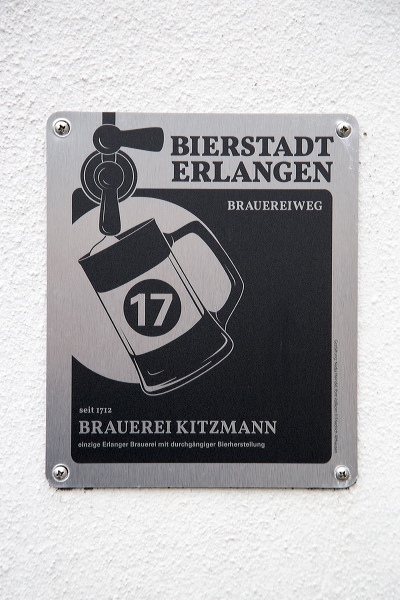 BIERSTADT
ERLANGEN
BRAUEREIWEG
17
seit 1712
BRAUEREI KITZMANN
einzige Erlanger Brauerei mit durchgängiger Bierherstellung